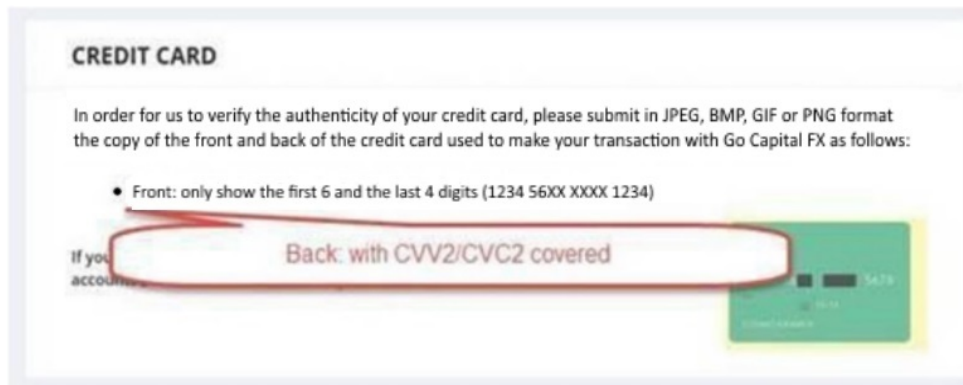 CREDIT CARD
In order for us to verify the authenticity of your credit card, please submit in JPEG, BMP, GIF or PNG format
the copy of the front and back of the credit card used to make your transaction with Go Capital FX as follows:
• Front: only show the first 6 and the last 4 digits (1234 56XX XXXX 1234)
Back: with CVV2/CVC2 covered
If you
accou
5678